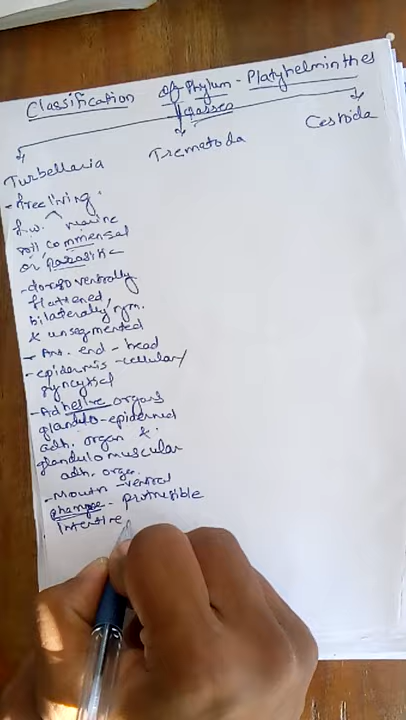 Classification of Phylum - Platyhelminthes
Classes
Turbellaria
Trematoda
Cestoda
- free living.
f.w. marine
soil, commensal
or parasitic
- dorsoventrally
flattened,
bilaterally sym.
& unsegmented
- Ant. end - head
- epidermis - cellular/
syncytial
- Adhesive organs
glandulo-epidermal
adh. organ &
glandulomuscular
adh. organ.
- Mouth - ventral
- protrusible
Intestine